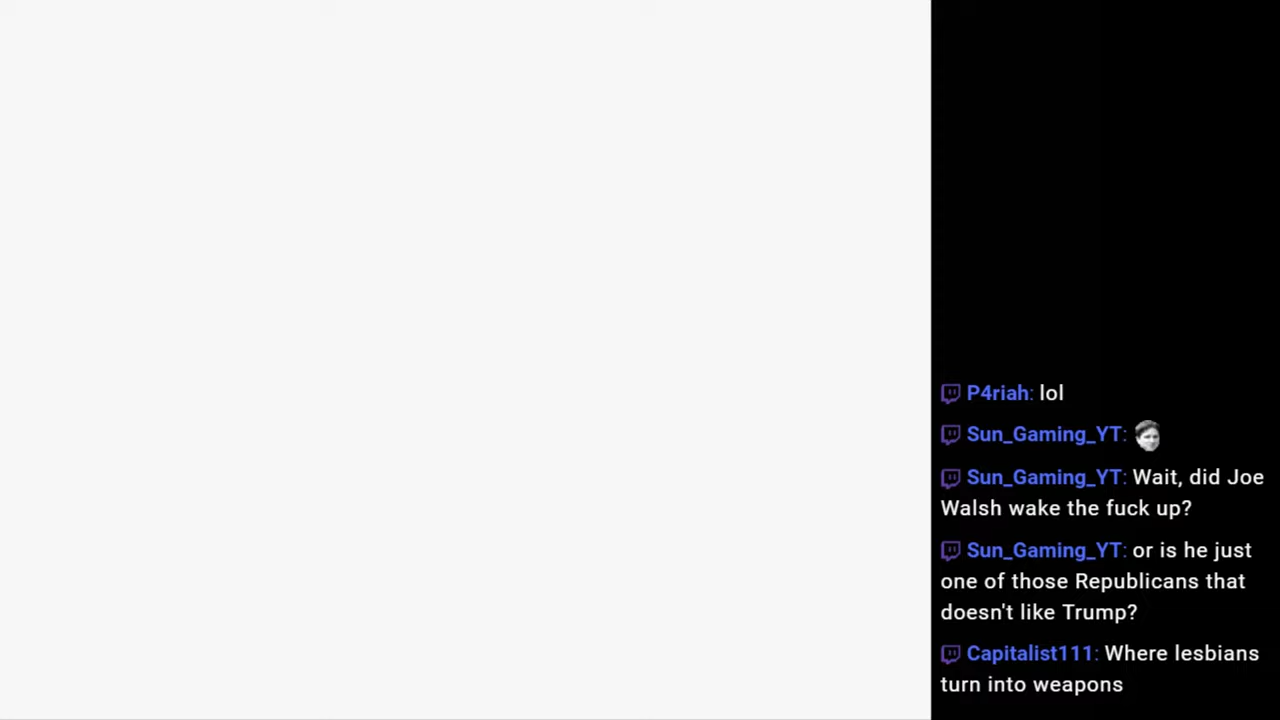 P4riah: lol
Sun_Gaming_YT:
Sun_Gaming_YT: Wait, did Joe
Walsh wake the fuck up?
Sun_Gaming_YT: or is he just
one of those Republicans that
doesn't like Trump?
Capitalist111: Where lesbians
turn into weapons